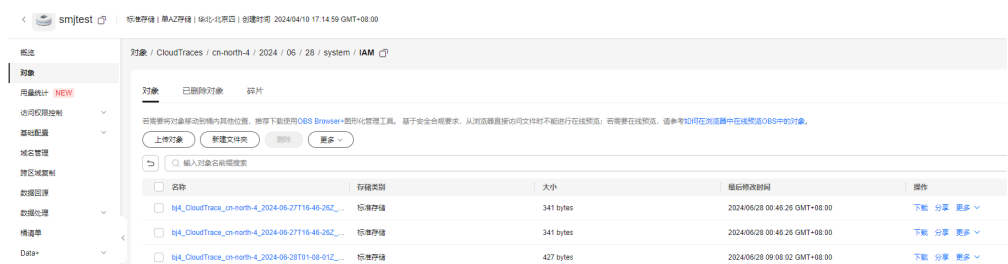 smjtest 标准存储 | 单AZ存储 | 华北-北京四 | 创建时间 2024/04/10 17:14:59 GMT+08:00
概览
对象 / CloudTraces / cn-north-4 / 2024 / 06 / 28 / system / IAM
对象
用量统计 NEW
对象 已删除对象 碎片
访问权限控制
若需要将对象移动到桶内其他位置，推荐下载使用OBS Browser+图形化管理工具。 基于安全合规要求，从浏览器直接访问文件时不能进行在线预览；若需要在线预览，请参考如何在浏览器中在线预览OBS中的对象。
基础配置
上传对象 新建文件夹 删除 更多
域名管理
跨区域复制
输入对象名前缀搜索
数据回源
名称 存储类别 大小 最后修改时间 操作
数据处理
bj4_CloudTrace_cn-north-4_2024-06-27T16-46-26Z_... 标准存储 341 bytes 2024/06/28 00:46:26 GMT+08:00 下载 分享 更多
桶清单
bj4_CloudTrace_cn-north-4_2024-06-27T16-46-26Z_... 标准存储 341 bytes 2024/06/28 00:46:26 GMT+08:00 下载 分享 更多
Data+
bj4_CloudTrace_cn-north-4_2024-06-28T01-08-01Z_... 标准存储 427 bytes 2024/06/28 09:08:02 GMT+08:00 下载 分享 更多